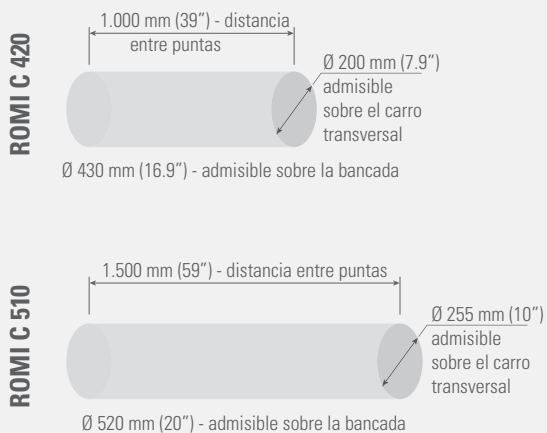 ROMI C 420
1.000 mm (39”) - distancia
entre puntas
Ø 200 mm (7.9”)
admisible
sobre el carro
transversal
Ø 430 mm (16.9”) - admisible sobre la bancada
ROMI C 510
1.500 mm (59”) - distancia entre puntas
Ø 255 mm (10”)
admisible
sobre el carro
transversal
Ø 520 mm (20”) - admisible sobre la bancada